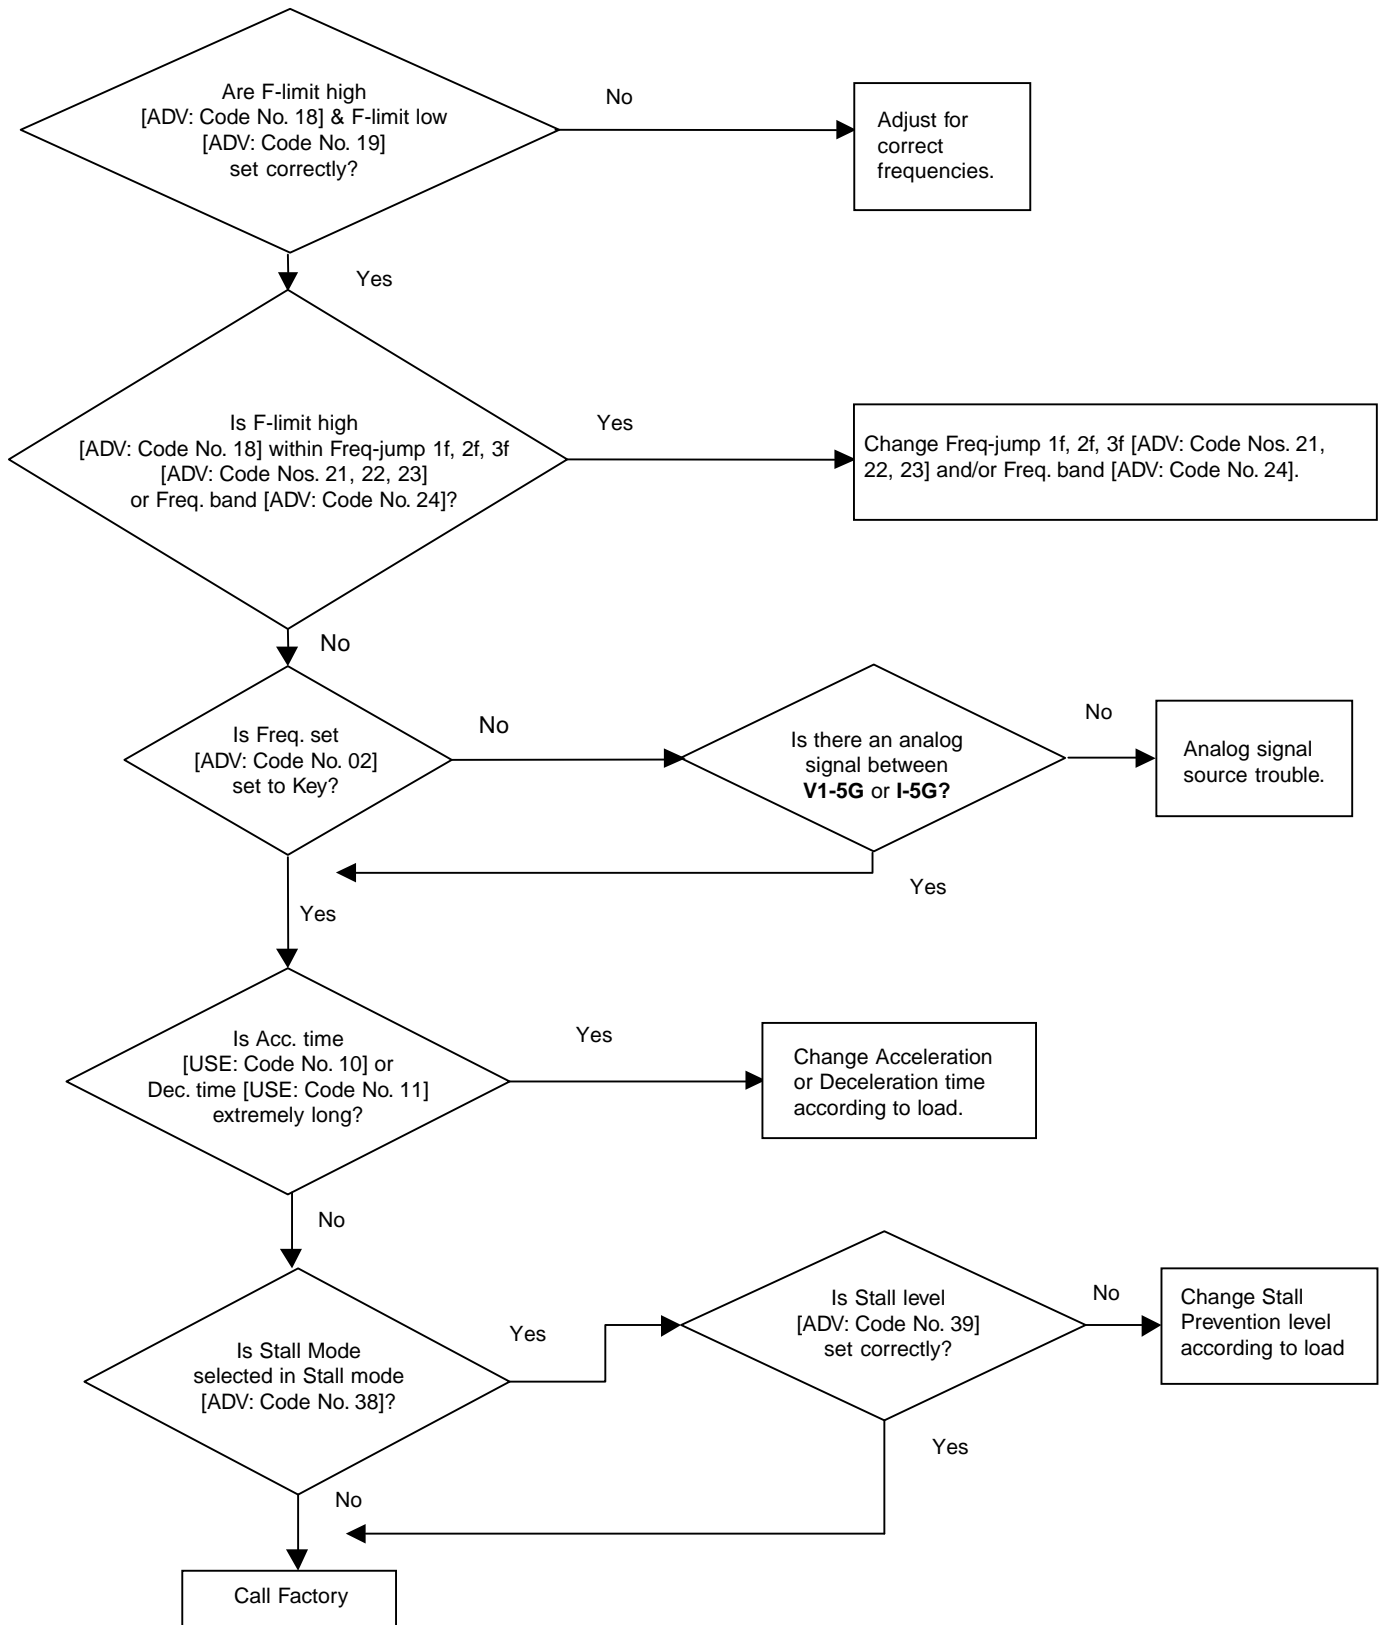 Are F-limit high
[ADV: Code No. 18] & F-limit low
[ADV: Code No. 19]
set correctly?
No
Adjust for
correct
frequencies.
Yes
Is F-limit high
[ADV: Code No. 18] within Freq-jump 1f, 2f, 3f
[ADV: Code Nos. 21, 22, 23]
or Freq. band [ADV: Code No. 24]?
Yes
Change Freq-jump 1f, 2f, 3f [ADV: Code Nos. 21,
22, 23] and/or Freq. band [ADV: Code No. 24].
No
Is Freq. set
[ADV: Code No. 02]
set to Key?
No
Is there an analog
signal between
V1-5G or I-5G?
No
Analog signal
source trouble.
Yes
Yes
Is Acc. time
[USE: Code No. 10] or
Dec. time [USE: Code No. 11]
extremely long?
Yes
Change Acceleration
or Deceleration time
according to load.
No
Is Stall Mode
selected in Stall mode
[ADV: Code No. 38]?
Yes
Is Stall level
[ADV: Code No. 39]
set correctly?
No
Change Stall
Prevention level
according to load
Yes
No
Call Factory